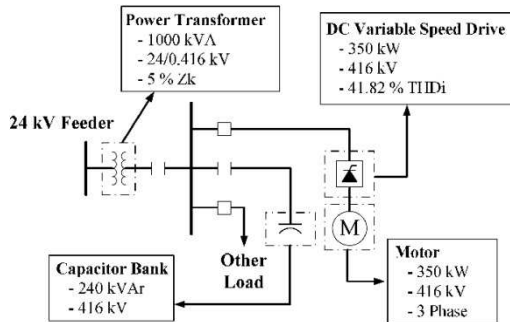 Power Transformer
- 1000 kVA
- 24/0.416 kV
- 5 % Zk
DC Variable Speed Drive
- 350 kW
- 416 kV
- 41.82 % THDi
24 kV Feeder
M
Other
Load
Capacitor Bank
- 240 kVAr
- 416 kV
Motor
- 350 kW
- 416 kV
- 3 Phase